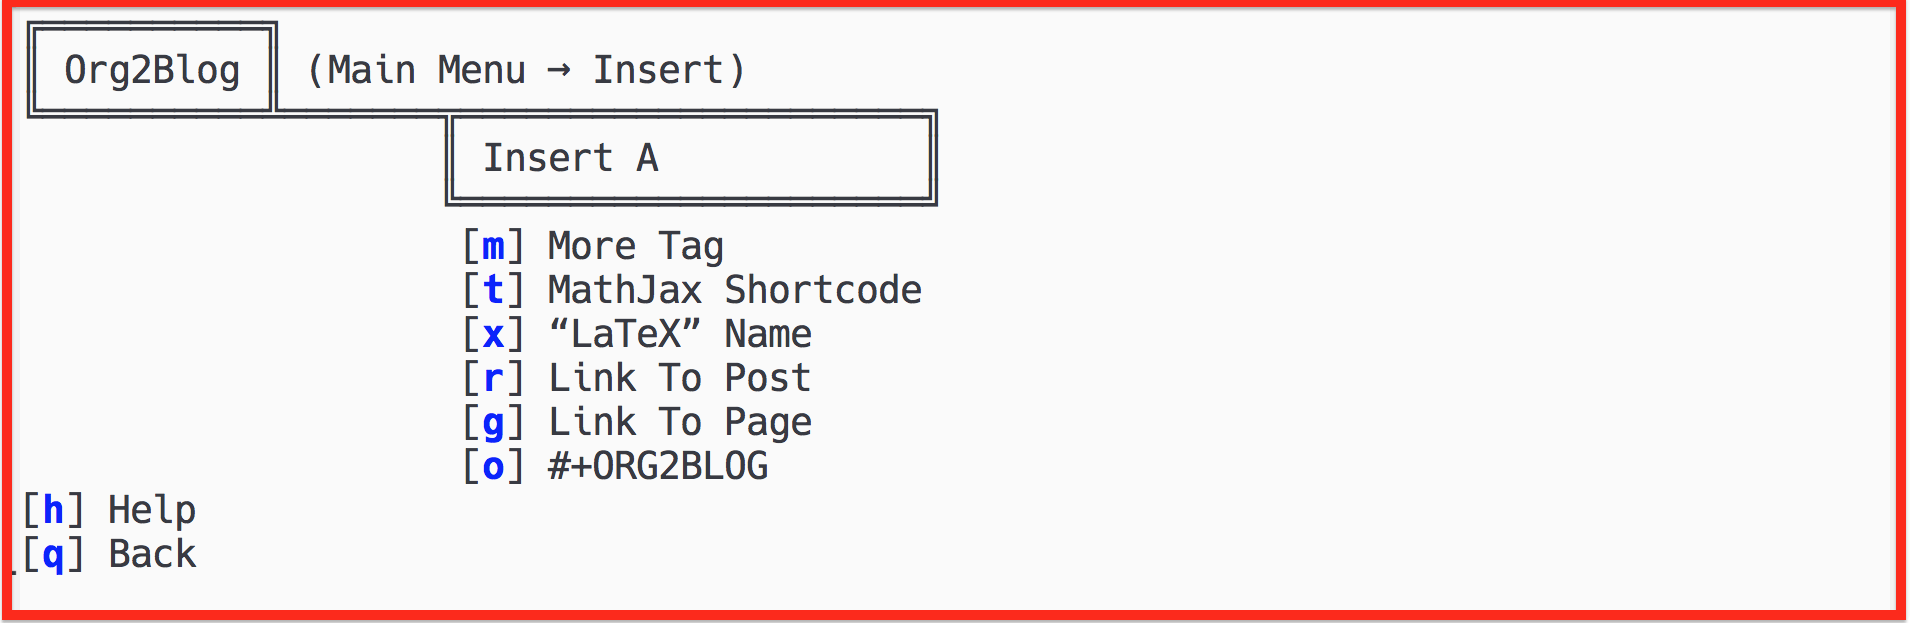 Org2Blog (Main Menu → Insert)
Insert A
[m] More Tag
[t] MathJax Shortcode
[x] “LaTeX” Name
[r] Link To Post
[g] Link To Page
[o] #+ORG2BLOG
[h] Help
[q] Back